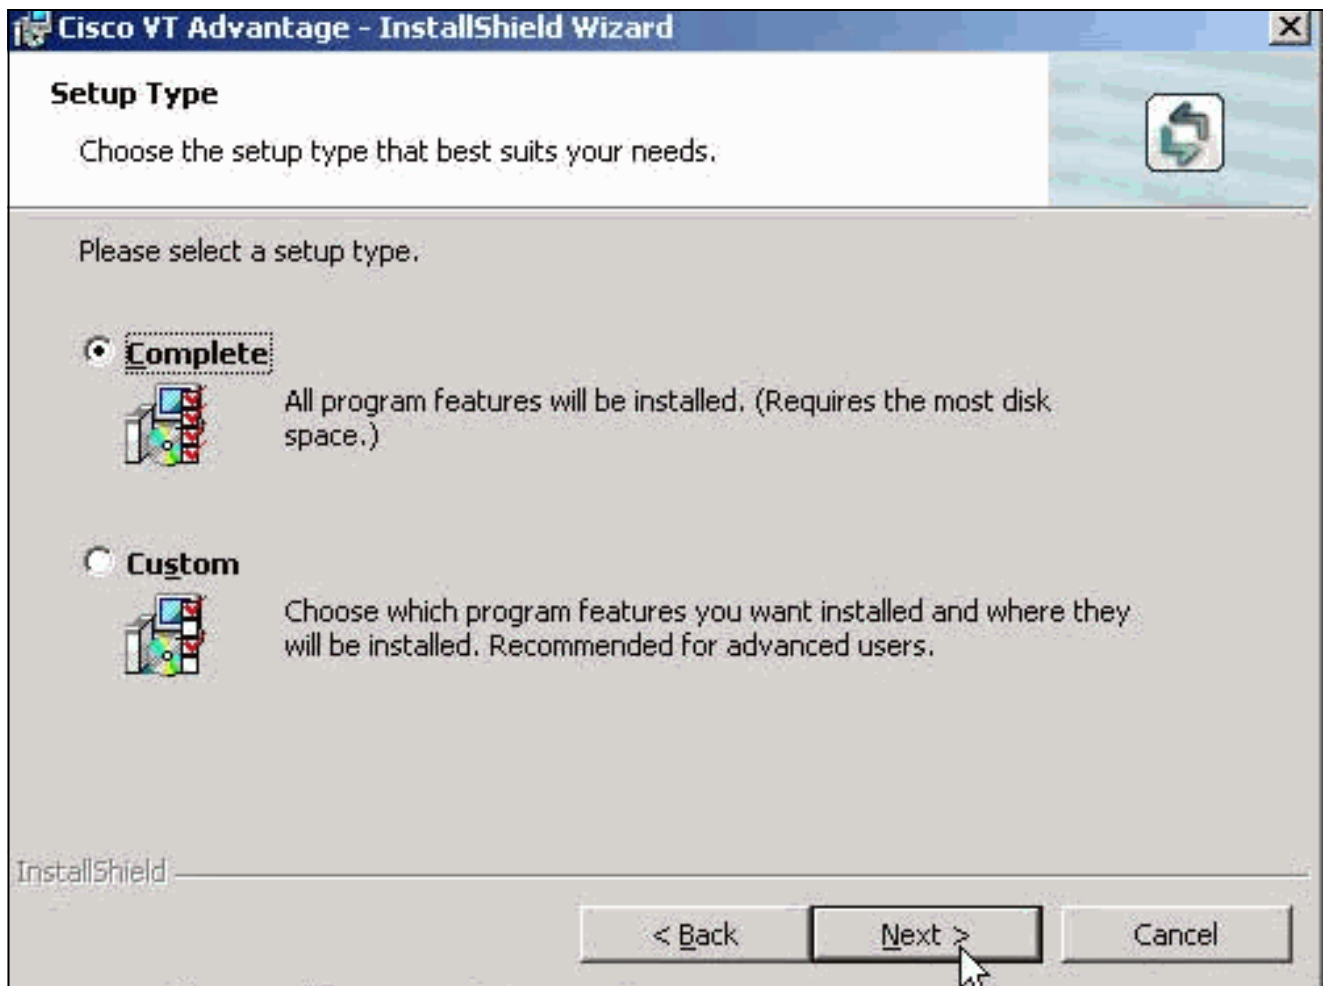 Cisco VT Advantage - InstallShield Wizard
Setup Type
Choose the setup type that best suits your needs.
Please select a setup type.
Complete
All program features will be installed. (Requires the most disk
space.)
Custom
Choose which program features you want installed and where they
will be installed. Recommended for advanced users.
InstallShield
< Back
Next >
Cancel